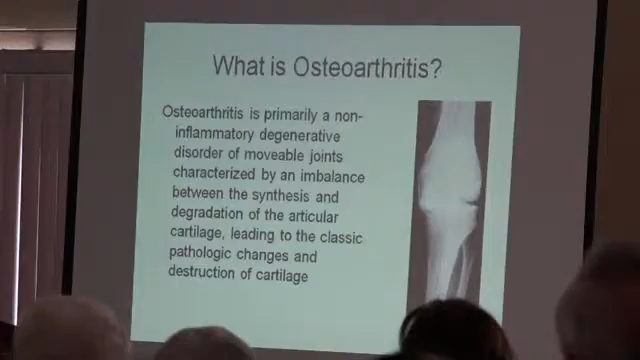 What is Osteoarthritis?
Osteoarthritis is primarily a non-
inflammatory degenerative
disorder of moveable joints
characterized by an imbalance
between the synthesis and
degradation of the articular
cartilage, leading to the classic
pathologic changes and
destruction of cartilage